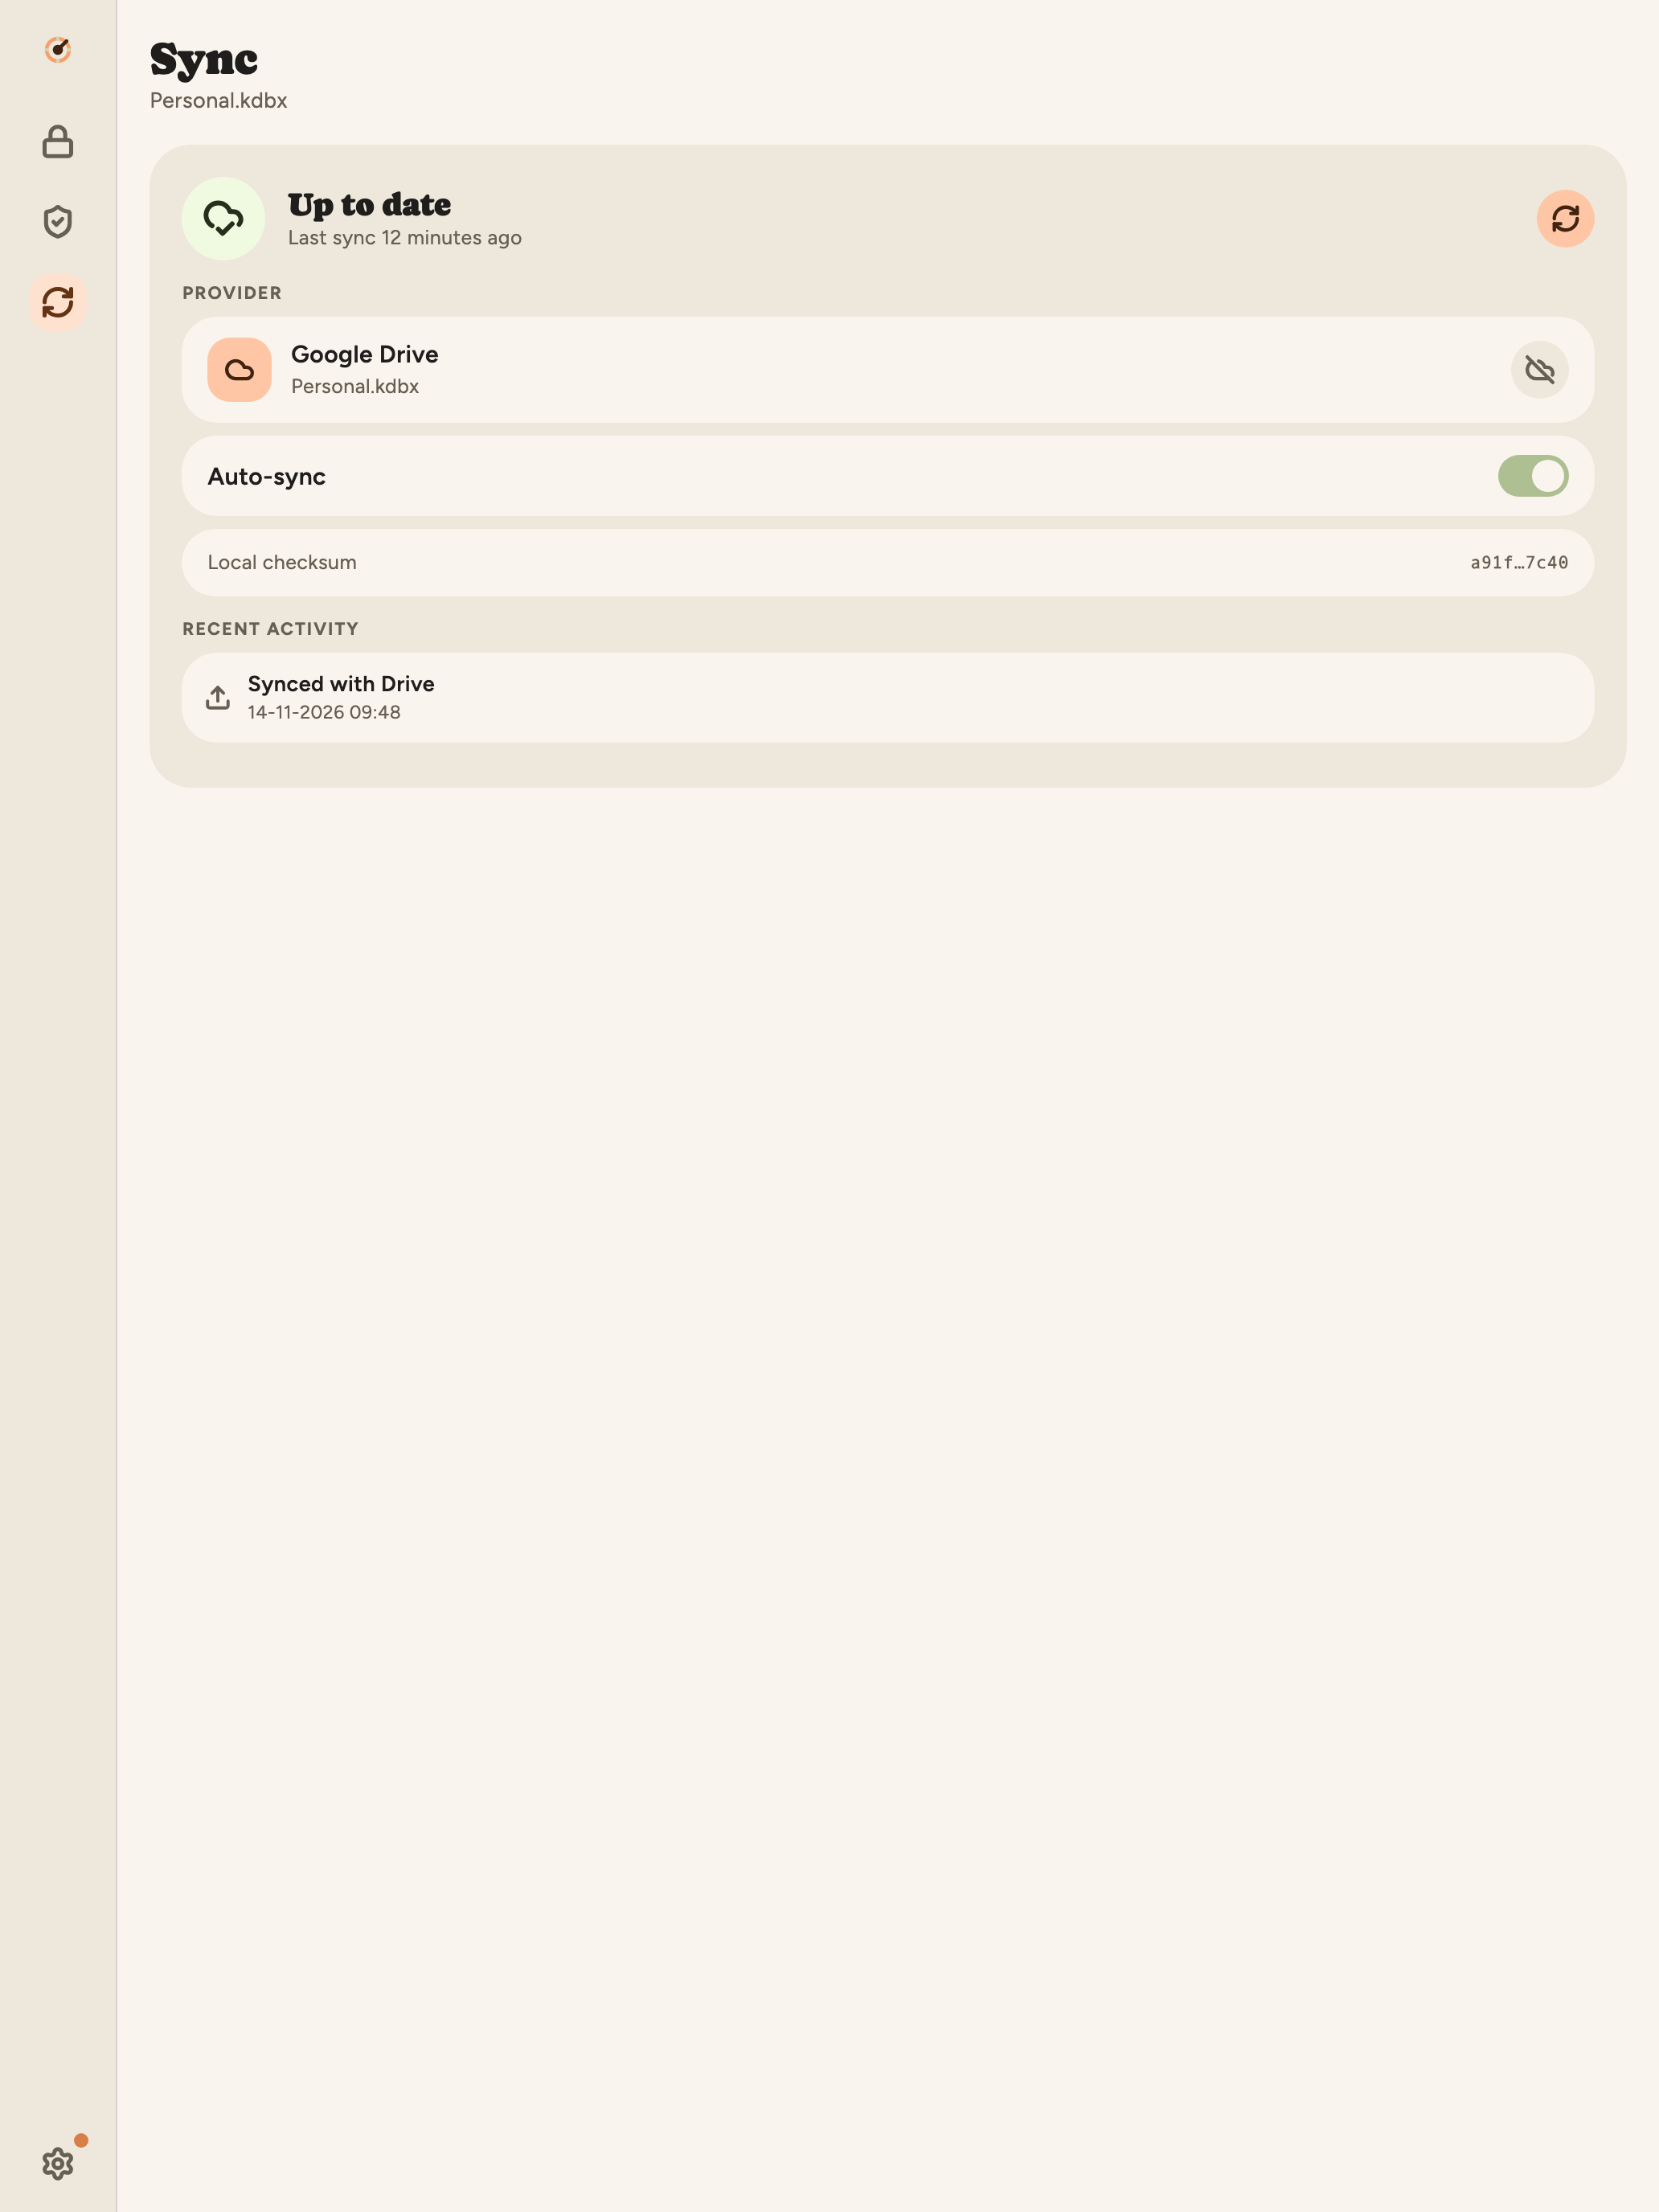 Sync
Personal.kdbx
Up to date
Last sync 12 minutes ago
PROVIDER
Google Drive
Personal.kdbx
Auto-sync
Local checksum
a91f…7c40
RECENT ACTIVITY
Synced with Drive
14-11-2026 09:48